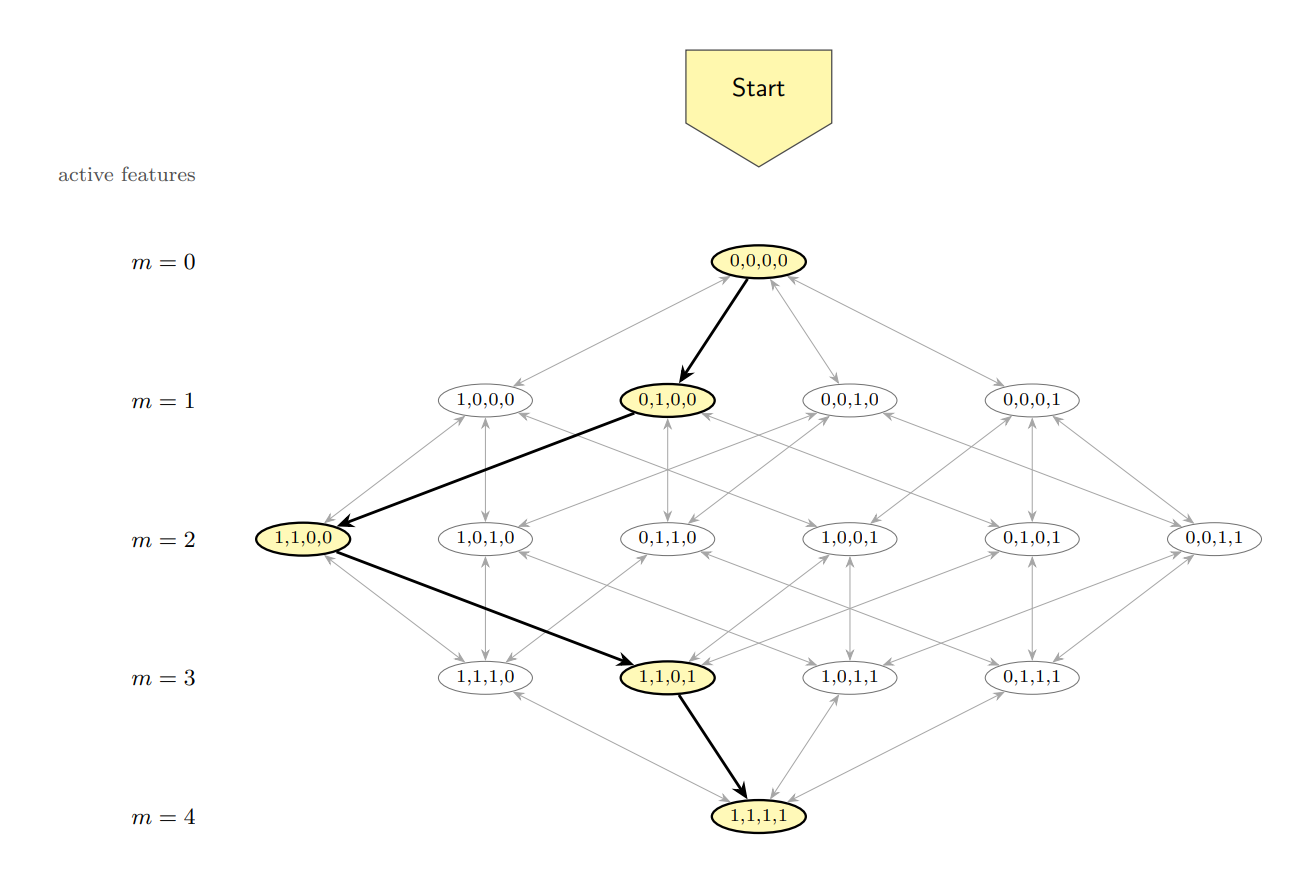 Start
active features
m = 0
0,0,0,0
m = 1
1,0,0,0
0,1,0,0
0,0,1,0
0,0,0,1
m = 2
1,1,0,0
1,0,1,0
0,1,1,0
1,0,0,1
0,1,0,1
0,0,1,1
m = 3
1,1,1,0
1,1,0,1
1,0,1,1
0,1,1,1
m = 4
1,1,1,1